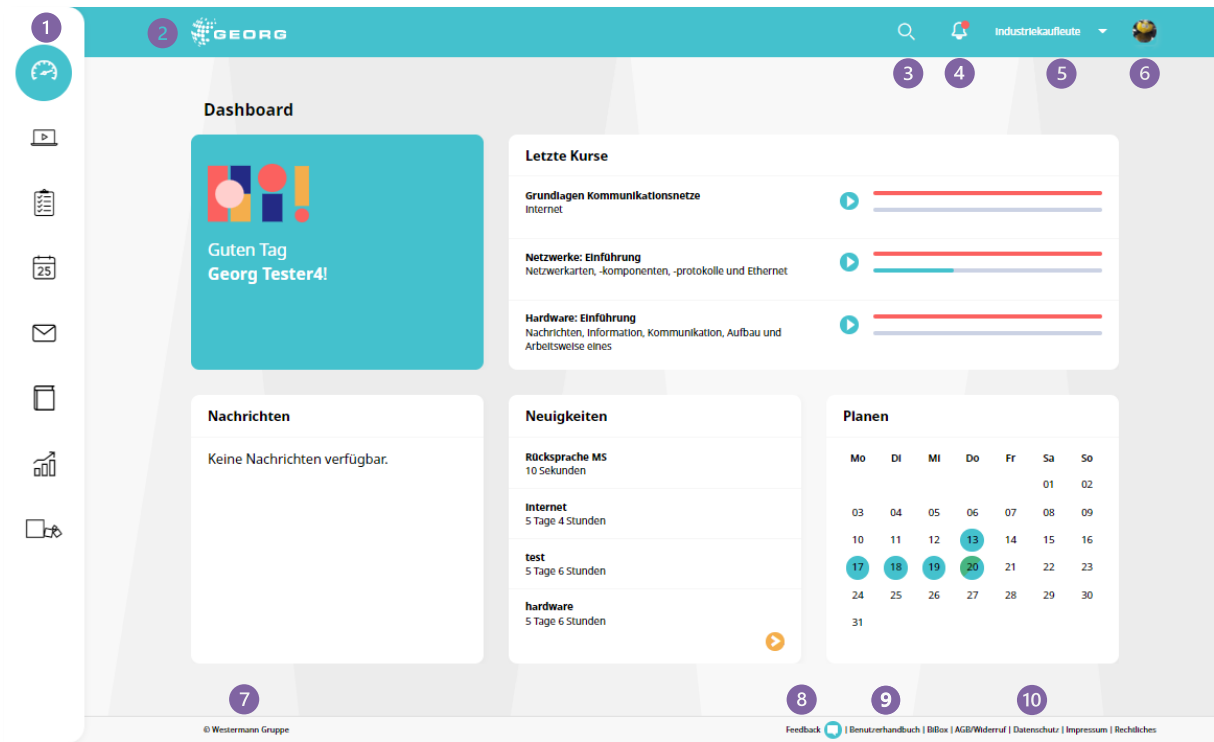 1
2
GEORG
Industriekaufleute
3
4
5
6
Dashboard
hi!
Guten Tag
Georg Tester4!
Letzte Kurse
Grundlagen Kommunikationsnetze
Internet
Netzwerke: Einführung
Netzwerkarten, -komponenten, -protokolle und Ethernet
Hardware: Einführung
Nachrichten, Information, Kommunikation, Aufbau und
Arbeitsweise eines
25
Nachrichten
Keine Nachrichten verfügbar.
Neuigkeiten
Rücksprache MS
10 Sekunden
Internet
5 Tage 4 Stunden
test
5 Tage 6 Stunden
hardware
5 Tage 6 Stunden
Planen
Mo DI MI Do Fr Sa So
01 02
03 04 05 06 07 08 09
10 11 12 13 14 15 16
17 18 19 20 21 22 23
24 25 26 27 28 29 30
31
7
8
9
10
© Westermann Gruppe
Feedback | Benutzerhandbuch | BiBox | AGB/Widerruf | Datenschutz | Impressum | Rechtliches